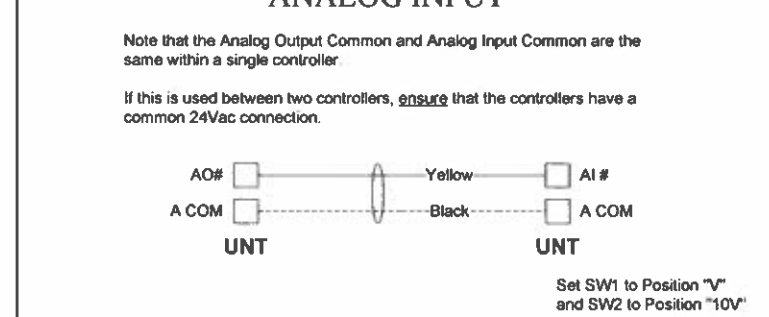 ANALOG INPUT
Note that the Analog Output Common and Analog Input Common are the
same within a single controller.
If this is used between two controllers, ensure that the controllers have a
common 24Vac connection.
AO# Yellow AI #
A COM Black A COM
UNT UNT
Set SW1 to Position "V"
and SW2 to Position "10V"